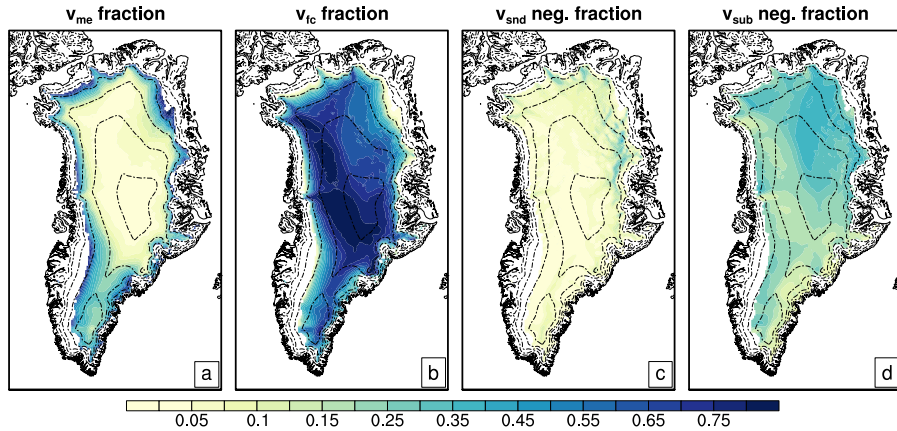 v_me fraction
v_fc fraction
v_snd neg. fraction
v_sub neg. fraction
a
b
c
d
0.05 0.1 0.15 0.25 0.35 0.45 0.55 0.65 0.75